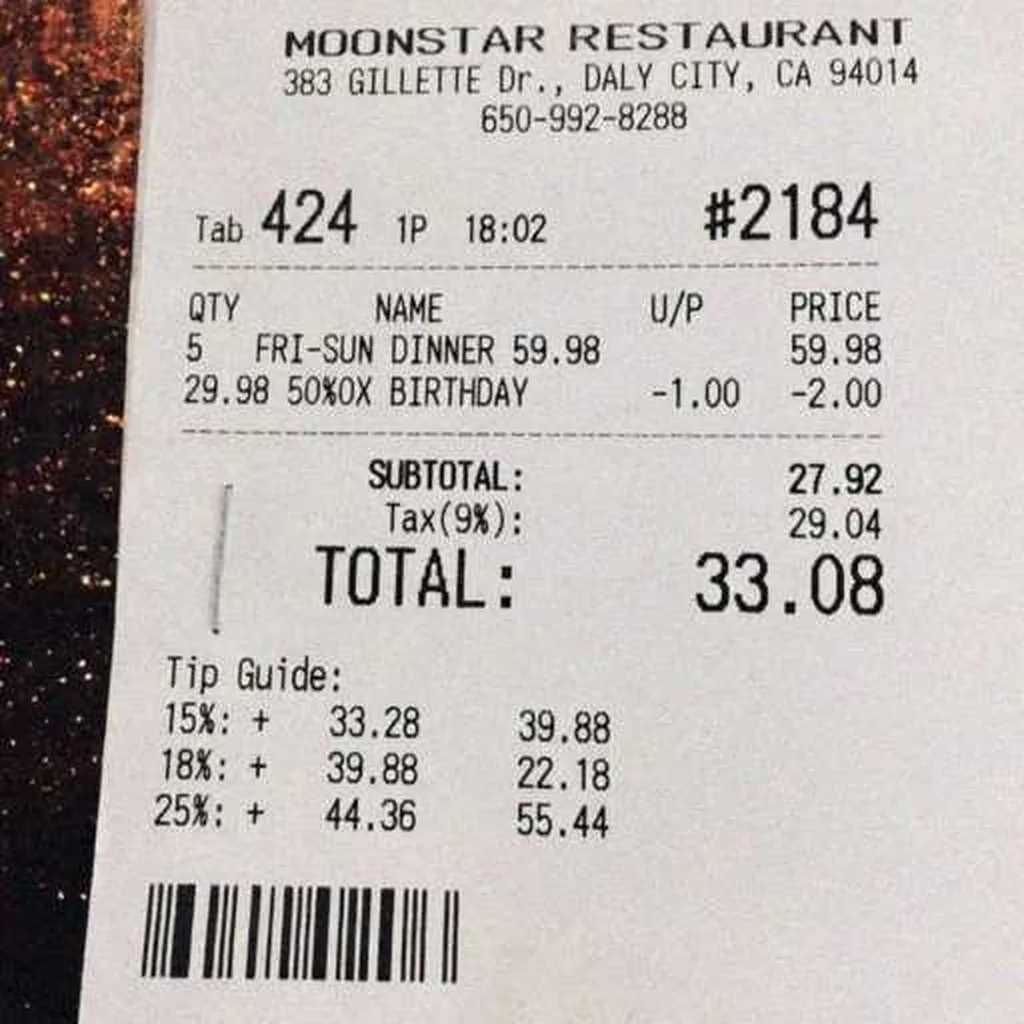 MOONSTAR RESTAURANT
383 GILLETTE Dr., DALY CITY, CA 94014
650-992-8288
Tab 424 1P 18:02 #2184
QTY NAME U/P PRICE
5 FRI-SUN DINNER 59.98 59.98
29.98 50%OX BIRTHDAY -1.00 -2.00
SUBTOTAL: 27.92
Tax(9%): 29.04
TOTAL: 33.08
Tip Guide:
15%: + 33.28 39.88
18%: + 39.88 22.18
25%: + 44.36 55.44